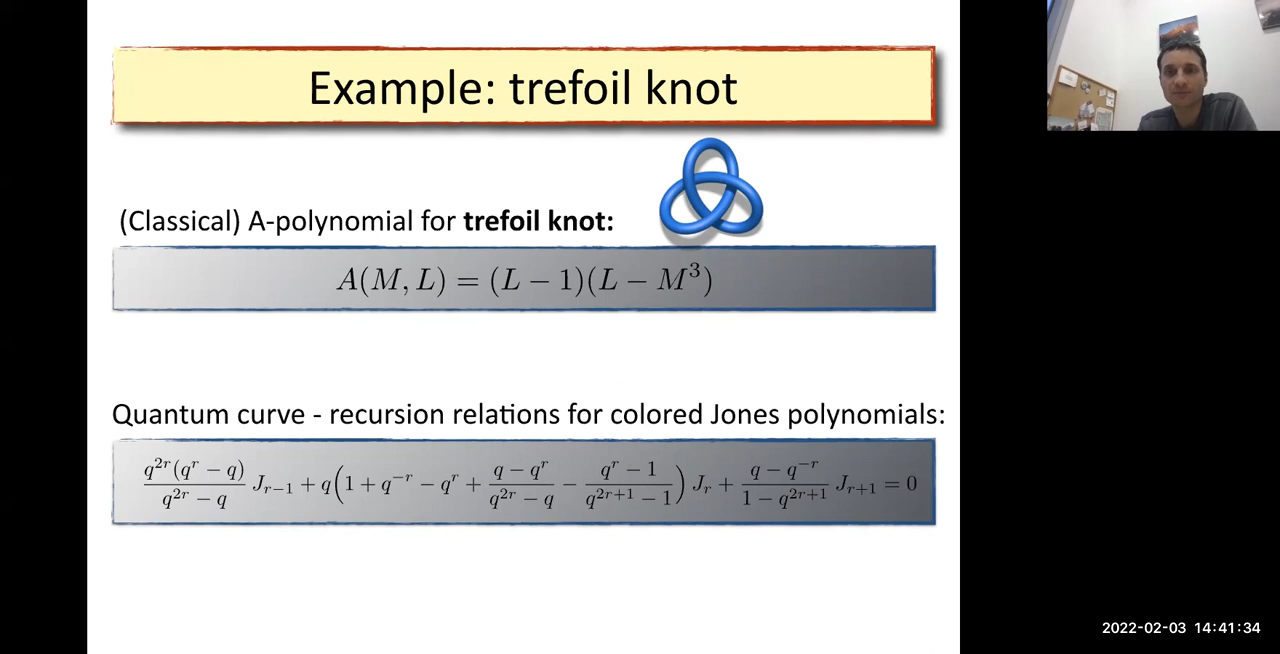 Example: trefoil knot
(Classical) A-polynomial for trefoil knot:
A(M, L) = (L − 1)(L − M³)
Quantum curve - recursion relations for colored Jones polynomials:
\frac{q^{2r}(q^r − q)}{q^{2r} − q} J_{r−1} + q\left(1 + q^{−r} − q^r + \frac{q − q^r}{q^{2r} − q} − \frac{q^r − 1}{q^{2r+1} − 1}\right) J_r + \frac{q − q^{−r}}{1 − q^{2r+1}} J_{r+1} = 0
2022-02-03 14:41:34